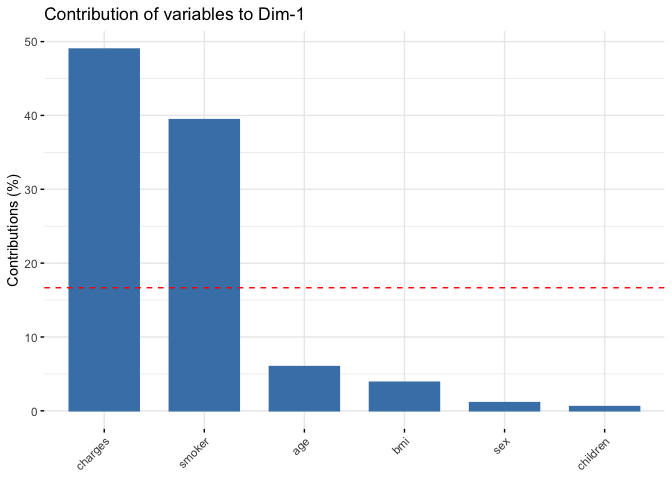 Contribution of variables to Dim-1
Contributions (%)
50
40
30
20
10
0
charges
smoker
age
bmi
sex
children